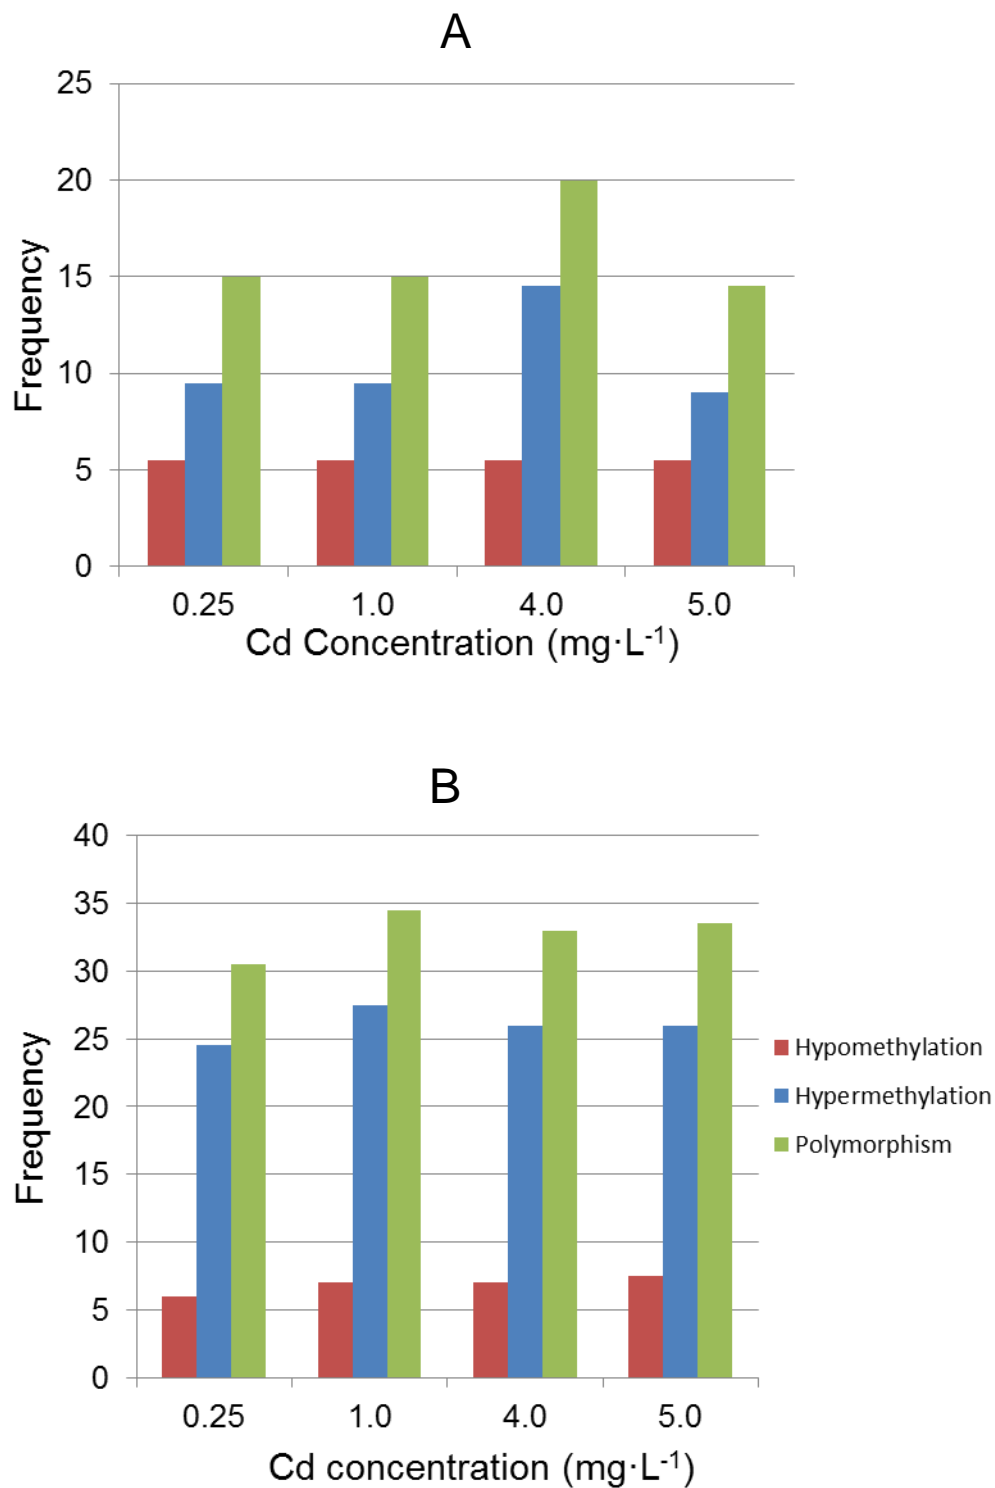 A
25
20
15
10
5
0
Frequency
0.25 1.0 4.0 5.0
Cd Concentration (mg·L-1)
B
40
35
30
25
20
15
10
5
0
Frequency
0.25 1.0 4.0 5.0
Cd concentration (mg·L-1)
Hypomethylation
Hypermethylation
Polymorphism